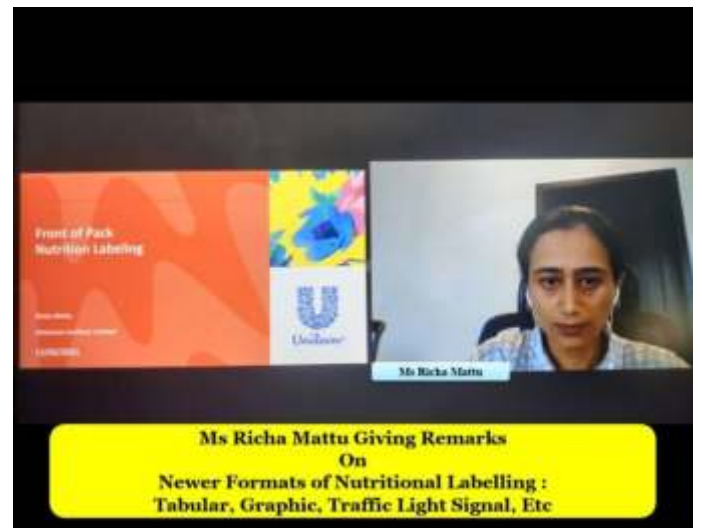 Front of Pack
Nutrition Labeling
Unilever
Ms Richa Mattu
Ms Richa Mattu Giving Remarks
On
Newer Formats of Nutritional Labelling :
Tabular, Graphic, Traffic Light Signal, Etc